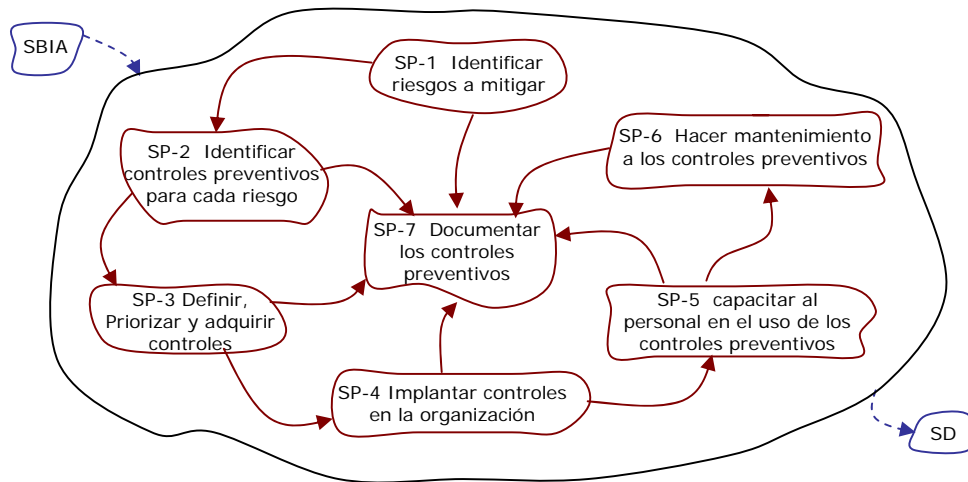 SBIA
SP-1 Identificar
riesgos a mitigar
SP-2 Identificar
controles preventivos
para cada riesgo
SP-6 Hacer mantenimiento
a los controles preventivos
SP-7 Documentar
los controles
preventivos
SP-3 Definir,
Priorizar y adquirir
controles
SP-5 capacitar al
personal en el uso de los
controles preventivos
SP-4 Implantar controles
en la organización
SD